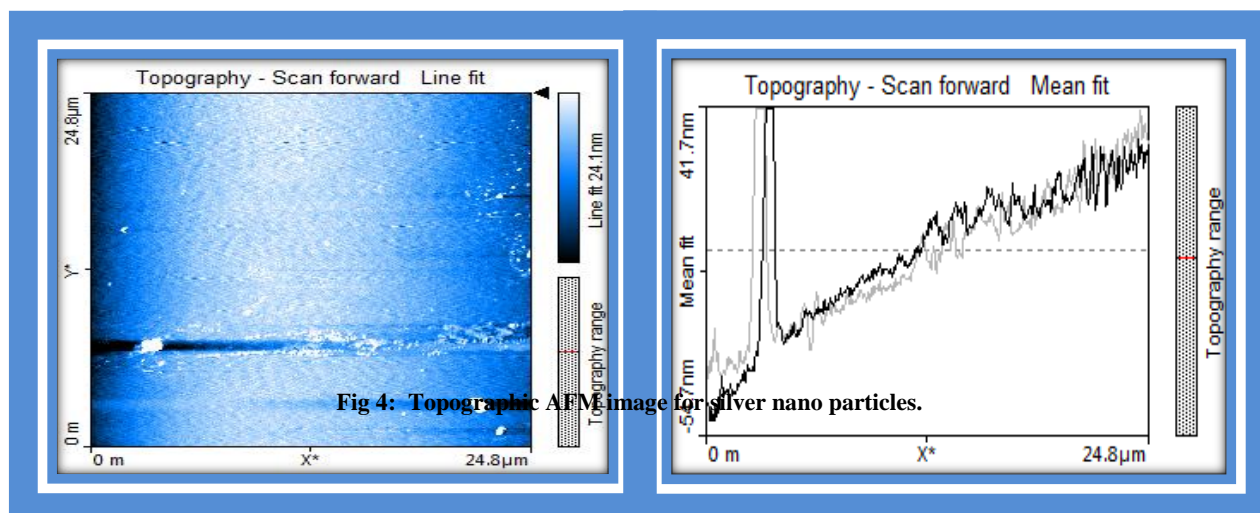 Topography - Scan forward Line fit
24.8µm
Y*
0 m
0 m
X*
24.8µm
Line fit 24.1nm
Topography range
Topography - Scan forward Mean fit
41.7nm
Mean fit
0 m
X*
24.8µm
Topography range
Fig 4: Topographic AFM image for silver nano particles.